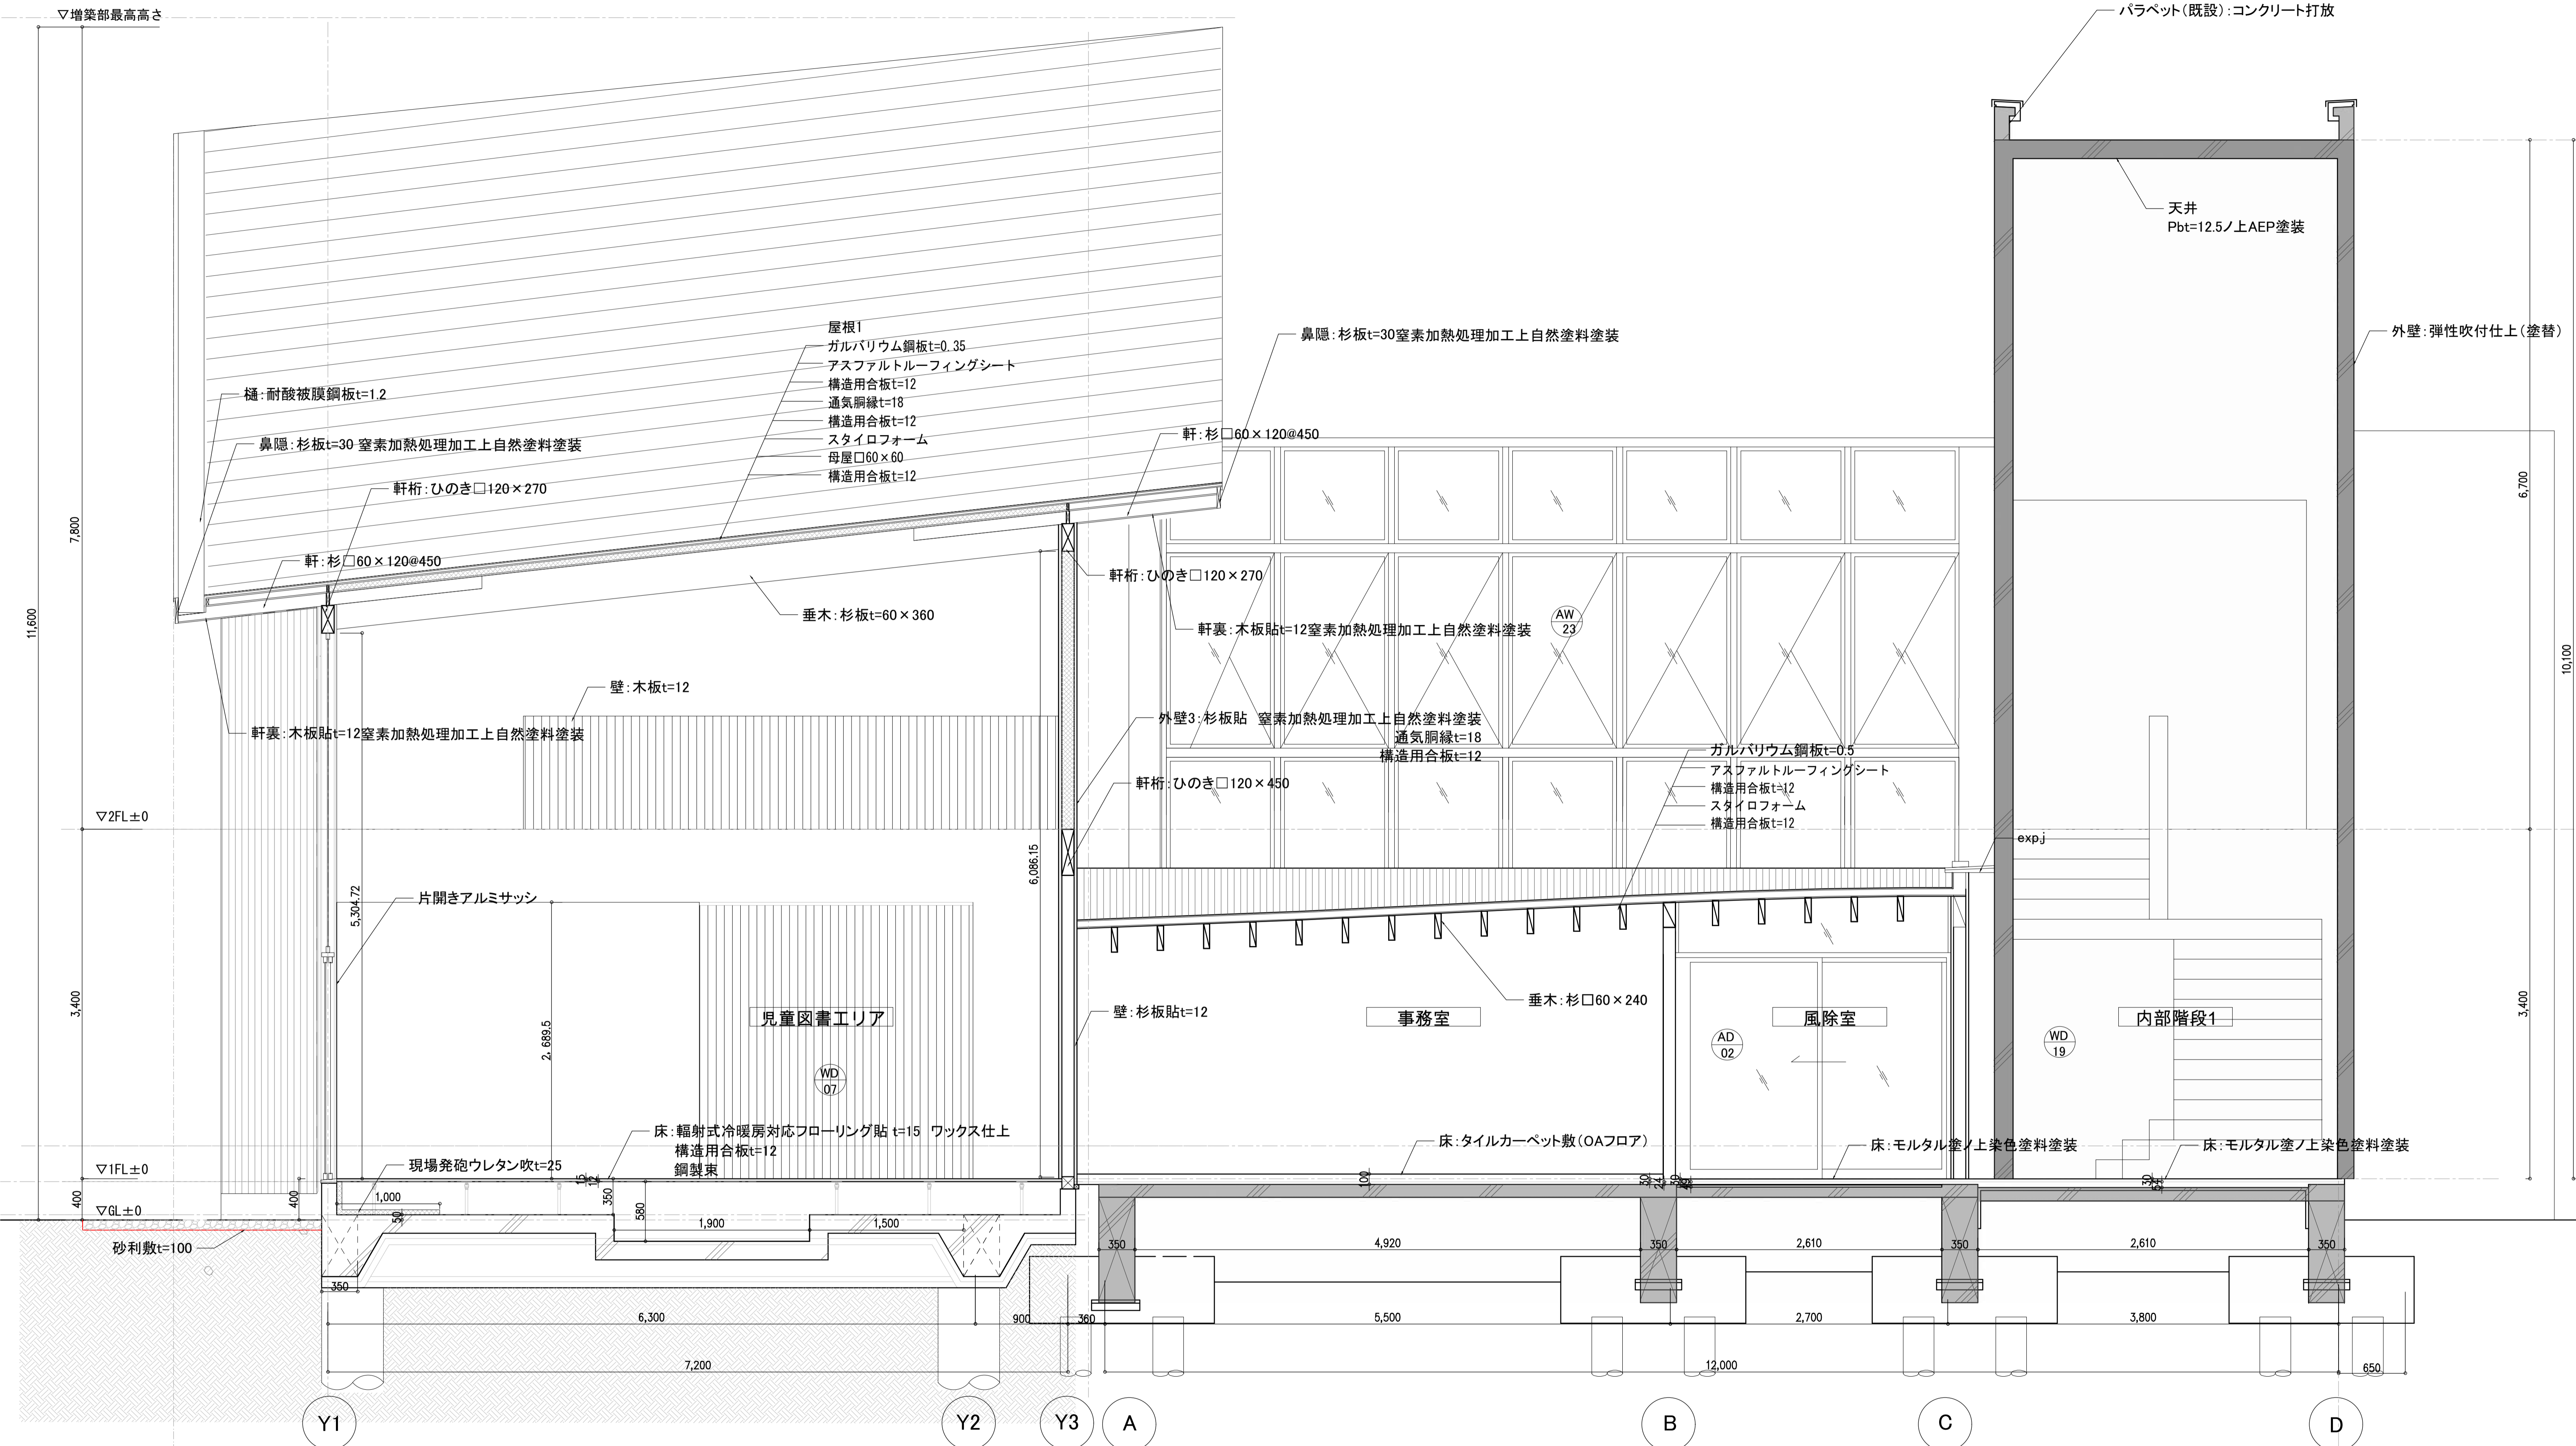 ▽増築部最高高さ
パラペット(既設):コンクリート打放
天井
Pbt=12.5ノ上AEP塗装
外壁:弾性吹付仕上(塗替)
屋根1
ガルバリウム鋼板t=0.35
アスファルトルーフィングシート
構造用合板t=12
通気胴縁t=18
構造用合板t=12
スタイロフォーム
母屋□60×60
構造用合板t=12
鼻隠:杉板t=30窒素加熱処理加工上自然塗料塗装
樋:耐酸被膜鋼板t=1.2
鼻隠:杉板t=30 窒素加熱処理加工上自然塗料塗装
軒桁:ひのき□120×270
軒:杉□60×120@450
軒:杉□60×120@450
軒桁:ひのき□120×270
垂木:杉板t=60×360
軒裏:木板貼t=12窒素加熱処理加工上自然塗料塗装
AW
23
壁:木板t=12
軒裏:木板貼t=12窒素加熱処理加工上自然塗料塗装
外壁3:杉板貼 窒素加熱処理加工上自然塗料塗装
通気胴縁t=18
構造用合板t=12
軒桁:ひのき□120×450
ガルバリウム鋼板t=0.5
アスファルトルーフィングシート
構造用合板t=12
スタイロフォーム
構造用合板t=12
exp.j
11,600
7,800
3,400
400
6,700
3,400
10,100
▽2FL±0
▽1FL±0
▽GL±0
5,304.72
6,086.15
2,689.5
片開きアルミサッシ
児童図書エリア
WD
07
壁:杉板貼t=12
事務室
垂木:杉□60×240
風除室
AD
02
WD
19
内部階段1
床:輻射式冷暖房対応フローリング貼 t=15 ワックス仕上
構造用合板t=12
鋼製束
現場発砲ウレタン吹t=25
床:タイルカーペット敷(OAフロア)
床:モルタル塗ノ上染色塗料塗装
床:モルタル塗ノ上染色塗料塗装
砂利敷t=100
400
1,000
50
15
12
350
580
1,900
1,500
350
100
30
24
30
350
4,920
350
2,610
350
2,610
350
6,300
900
360
5,500
2,700
3,800
7,200
12,000
650
Y1
Y2
Y3
A
B
C
D